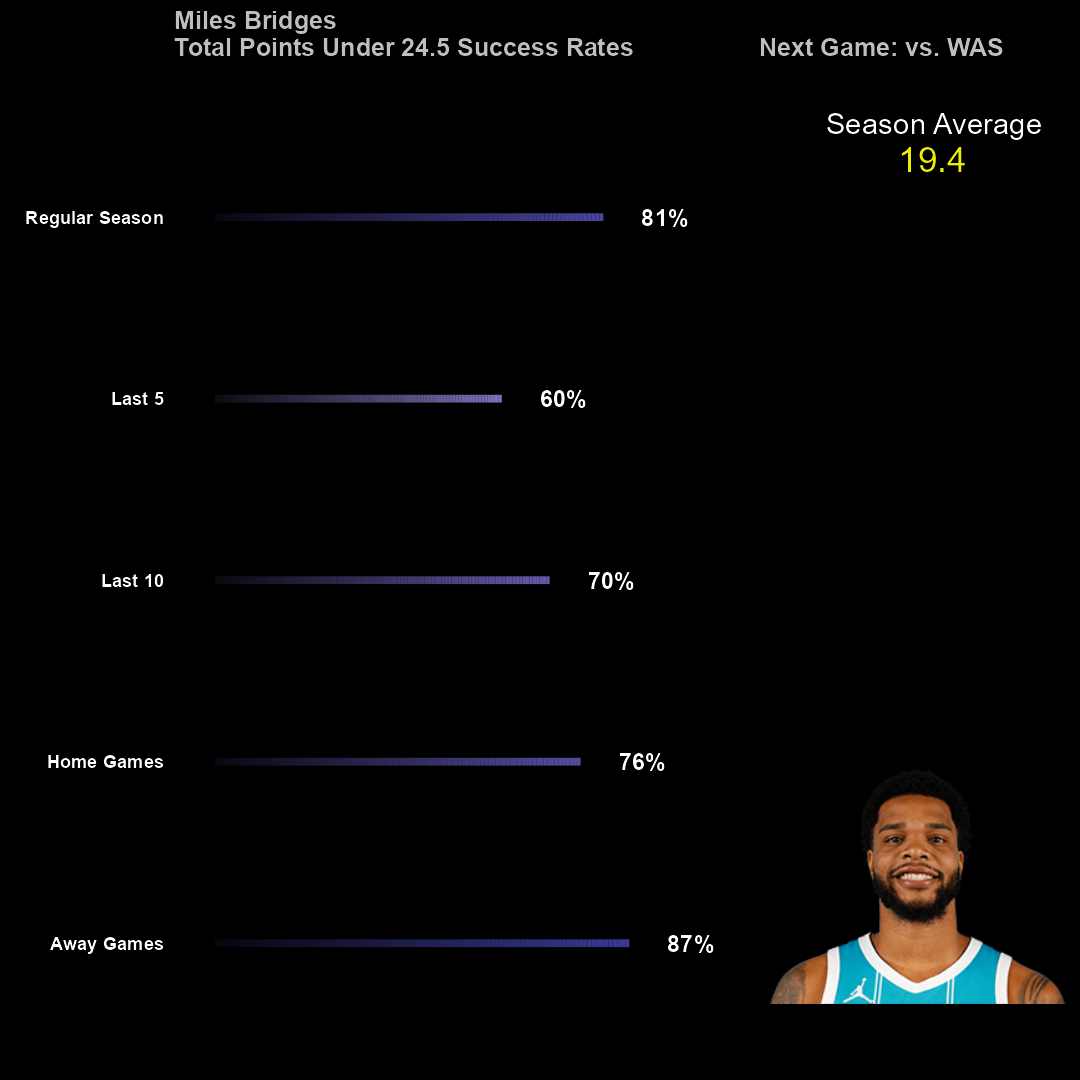 Miles Bridges
Total Points Under 24.5 Success Rates
Next Game: vs. WAS
Season Average
19.4
Regular Season 81%
Last 5 60%
Last 10 70%
Home Games 76%
Away Games 87%